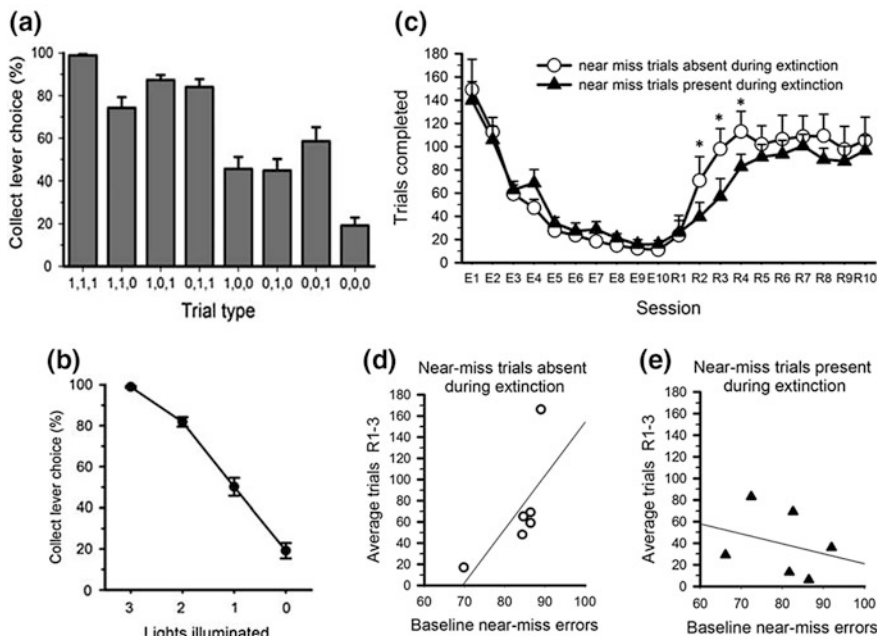 (a)
Collect lever choice (%)
100
80
60
40
20
0
1,1,1 1,1,0 1,0,1 0,1,1 1,0,0 0,1,0 0,0,1 0,0,0
Trial type
(c)
near miss trials absent during extinction
near miss trials present during extinction
Trials completed
180
160
140
120
100
80
60
40
20
0
* * *
E1 E2 E3 E4 E5 E6 E7 E8 E9 E10 R1 R2 R3 R4 R5 R6 R7 R8 R9 R10
Session
(b)
Collect lever choice (%)
100
80
60
40
20
0
3 2 1 0
Lights illuminated
(d)
Near-miss trials absent
during extinction
Average trials R1-3
180
160
140
120
100
80
60
40
20
0
60 70 80 90 100
Baseline near-miss errors
(e)
Near-miss trials present
during extinction
Average trials R1-3
180
160
140
120
100
80
60
40
20
0
60 70 80 90 100
Baseline near-miss errors